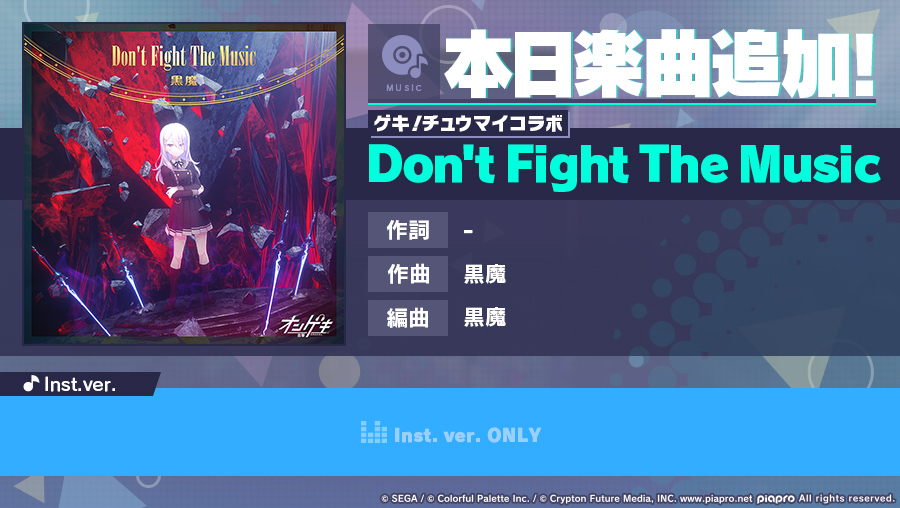 Don't Fight The Music
黒魔
オンゲキ
MUSIC
本日楽曲追加!
ゲキ!チュウマイコラボ
Don't Fight The Music
作詞 -
作曲 黒魔
編曲 黒魔
Inst.ver.
Inst. ver. ONLY
© SEGA / © Colorful Palette Inc. / © Crypton Future Media, INC. www.piapro.net piapro All rights reserved.